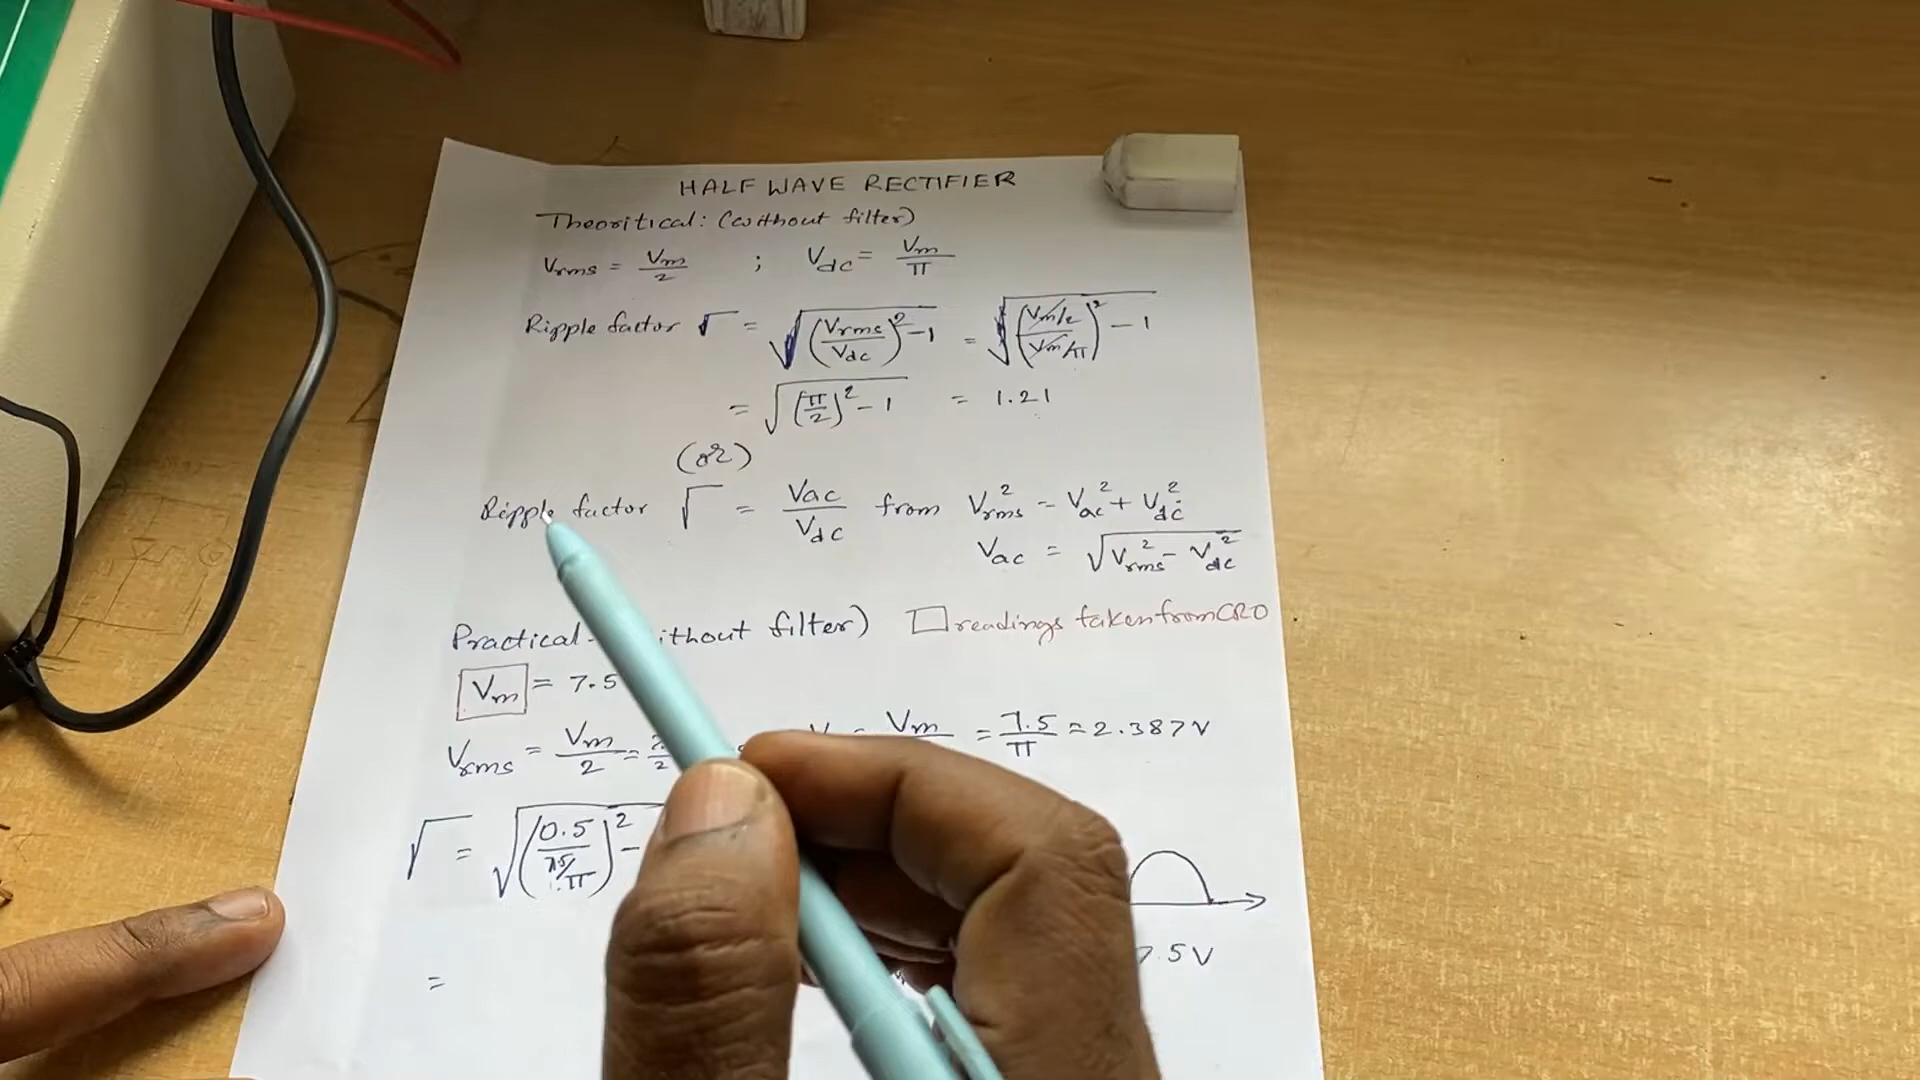 HALF WAVE RECTIFIER
Theoritical: (without filter)
Vrms = Vm/2 ; Vdc = Vm/π
Ripple factor Γ = √((Vrms/Vdc)² - 1) = √(((Vm/2)/(Vm/π))² - 1)
= √((π/2)² - 1) = 1.21
(or)
Ripple factor Γ = Vac/Vdc from Vrms² = Vac² + Vdc²
Vac = √(Vrms² - Vdc²)
Practical ithout filter) □ readings taken from CRO
Vm = 7.5
Vrms = Vm/2 = Vm = 7.5/π = 2.387V
Γ = √((0.5/ /π)² -
7.5V
=